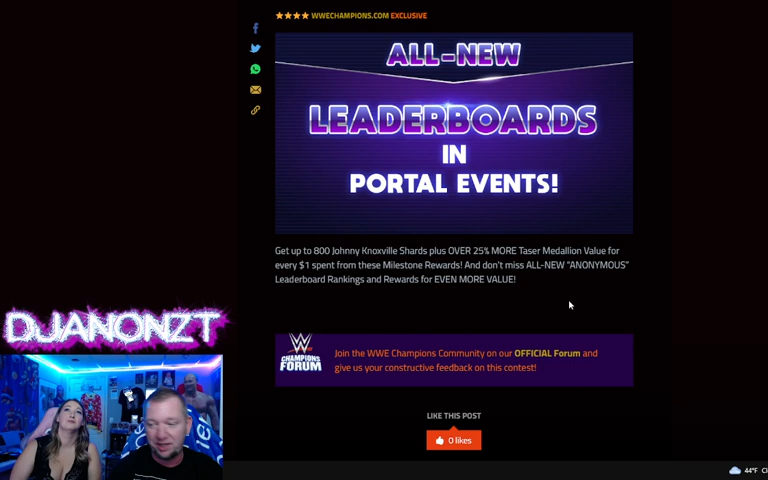 ★★★★ WWECHAMPIONS.COM EXCLUSIVE
ALL-NEW
LEADERBOARDS
IN
PORTAL EVENTS!
Get up to 800 Johnny Knoxville Shards plus OVER 25% MORE Taser Medallion Value for
every $1 spent from these Milestone Rewards! And don't miss ALL-NEW "ANONYMOUS"
Leaderboard Rankings and Rewards for EVEN MORE VALUE!
DJANONZT
CHAMPIONS
FORUM
Join the WWE Champions Community on our OFFICIAL Forum and
give us your constructive feedback on this contest!
LIKE THIS POST
0 likes
44°F